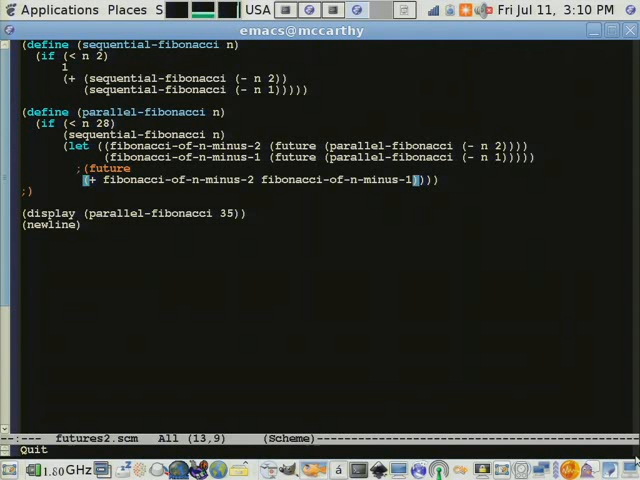 Applications Places S USA Fri Jul 11, 3:10 PM
emacs@mccarthy
(define (sequential-fibonacci n)
(if (< n 2)
1
(+ (sequential-fibonacci (- n 2))
(sequential-fibonacci (- n 1)))))
(define (parallel-fibonacci n)
(if (< n 28)
(sequential-fibonacci n)
(let ((fibonacci-of-n-minus-2 (future (parallel-fibonacci (- n 2))))
(fibonacci-of-n-minus-1 (future (parallel-fibonacci (- n 1)))))
;(future
(+ fibonacci-of-n-minus-2 fibonacci-of-n-minus-1))))
;)
(display (parallel-fibonacci 35))
(newline)
--:--- futures2.scm All (13,9) (Scheme)
Quit
1.80 GHz á